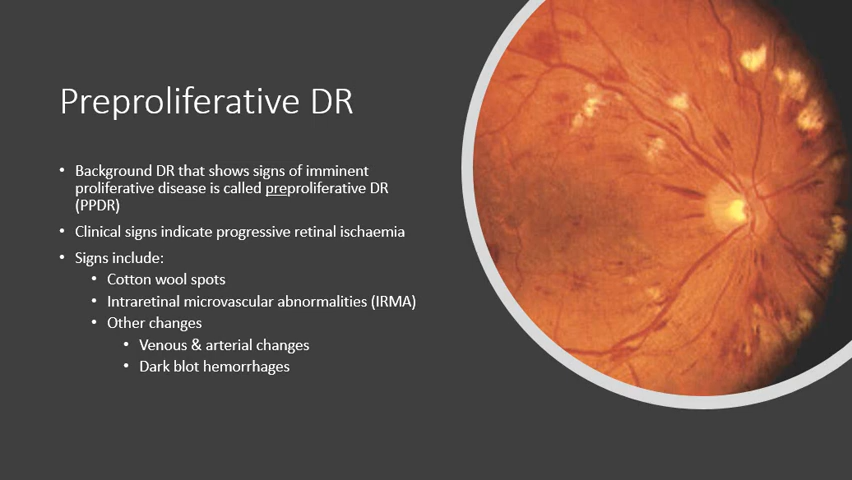 Preproliferative DR
• Background DR that shows signs of imminent
proliferative disease is called preproliferative DR
(PPDR)
• Clinical signs indicate progressive retinal ischaemia
• Signs include:
• Cotton wool spots
• Intraretinal microvascular abnormalities (IRMA)
• Other changes
• Venous & arterial changes
• Dark blot hemorrhages